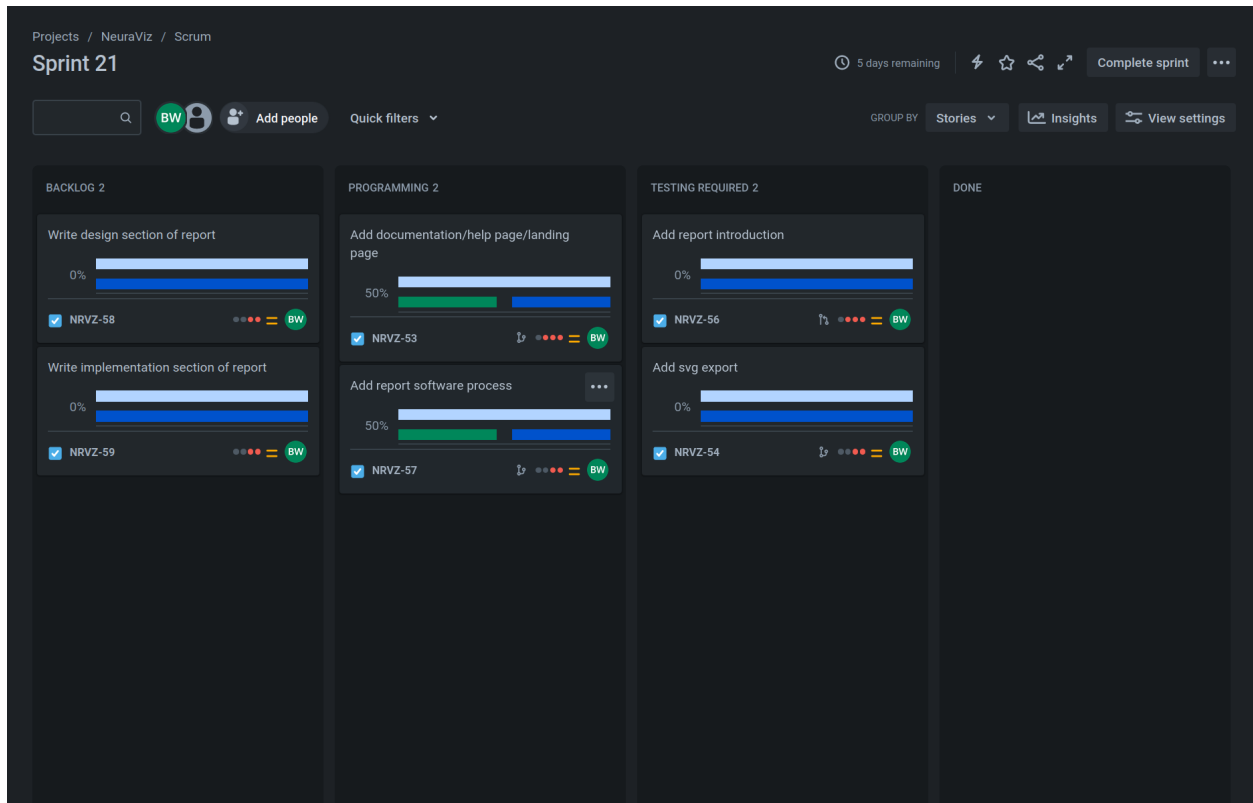 Projects / NeuraViz / Scrum
Sprint 21
5 days remaining
Complete sprint
BW
Add people
Quick filters
GROUP BY
Stories
Insights
View settings
BACKLOG 2
Write design section of report
0%
NRVZ-58
BW
Write implementation section of report
0%
NRVZ-59
BW
PROGRAMMING 2
Add documentation/help page/landing
page
50%
NRVZ-53
BW
Add report software process
50%
NRVZ-57
BW
TESTING REQUIRED 2
Add report introduction
0%
NRVZ-56
BW
Add svg export
0%
NRVZ-54
BW
DONE